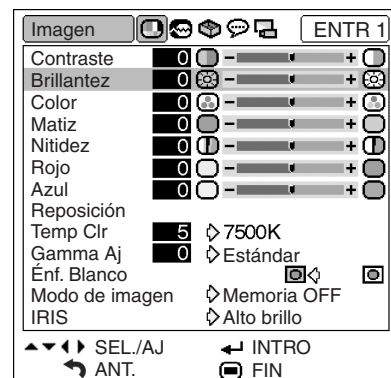 Imagen ENTR 1
Contraste 0 - +
Brillantez 0 - +
Color 0 - +
Matiz 0 - +
Nitidez 0 - +
Rojo 0 - +
Azul 0 - +
Reposición
Temp Clr 5 7500K
Gamma Aj 0 Estándar
Énf. Blanco
Modo de imagen Memoria OFF
IRIS Alto brillo
SEL./AJ INTRO
ANT. FIN